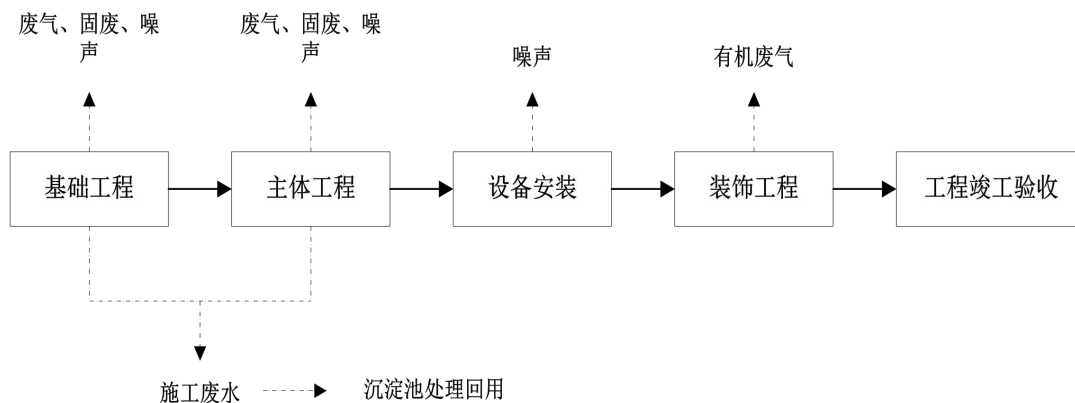 废气、固废、噪
声
废气、固废、噪
声
噪声
有机废气
基础工程
主体工程
设备安装
装饰工程
工程竣工验收
施工废水
沉淀池处理回用